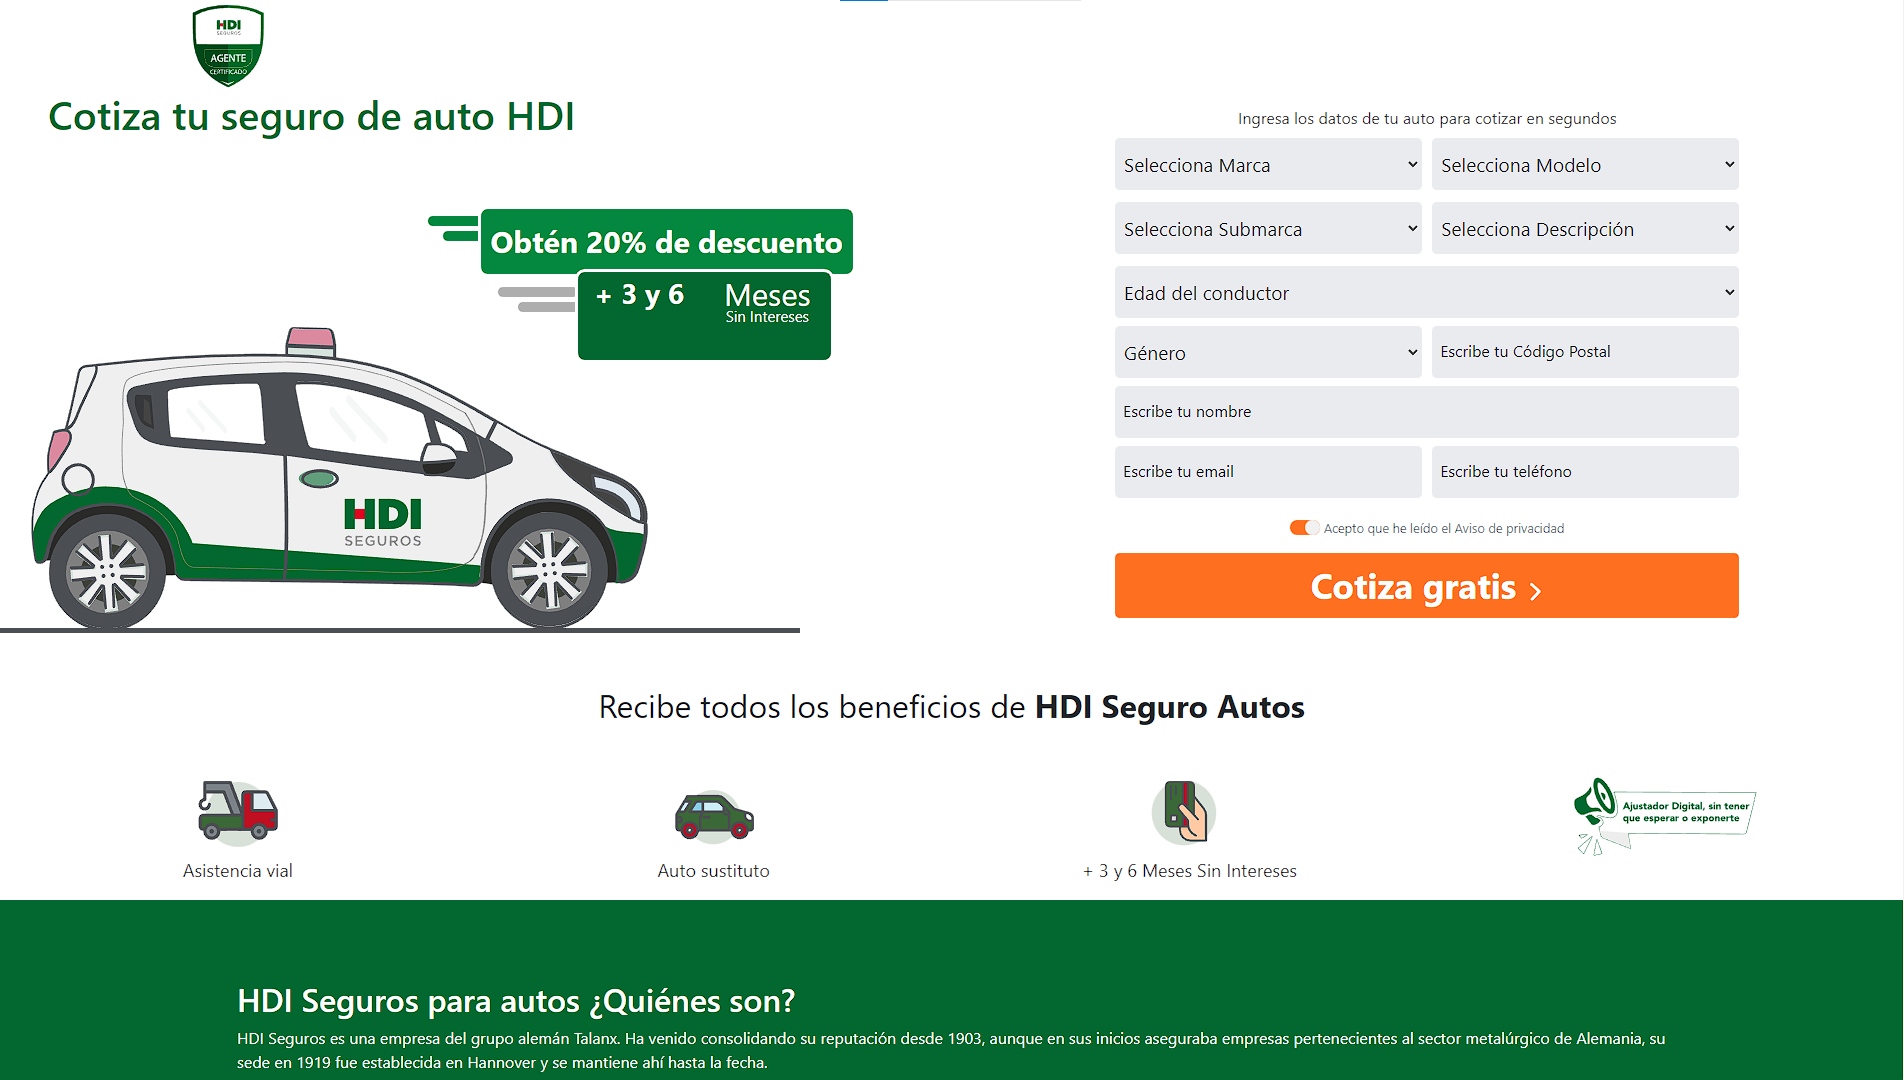 HDI
SEGUROS
AGENTE
CERTIFICADO
Cotiza tu seguro de auto HDI
Obtén 20% de descuento
+ 3 y 6 Meses
Sin Intereses
HDI
SEGUROS
Ingresa los datos de tu auto para cotizar en segundos
Selecciona Marca
Selecciona Modelo
Selecciona Submarca
Selecciona Descripción
Edad del conductor
Género
Escribe tu Código Postal
Escribe tu nombre
Escribe tu email
Escribe tu teléfono
Acepto que he leído el Aviso de privacidad
Cotiza gratis
Recibe todos los beneficios de HDI Seguro Autos
Asistencia vial
Auto sustituto
+ 3 y 6 Meses Sin Intereses
Ajustador Digital, sin tener
que esperar o exponerte
HDI Seguros para autos ¿Quiénes son?
HDI Seguros es una empresa del grupo alemán Talanx. Ha venido consolidando su reputación desde 1903, aunque en sus inicios aseguraba empresas pertenecientes al sector metalúrgico de Alemania, su
sede en 1919 fue establecida en Hannover y se mantiene ahí hasta la fecha.